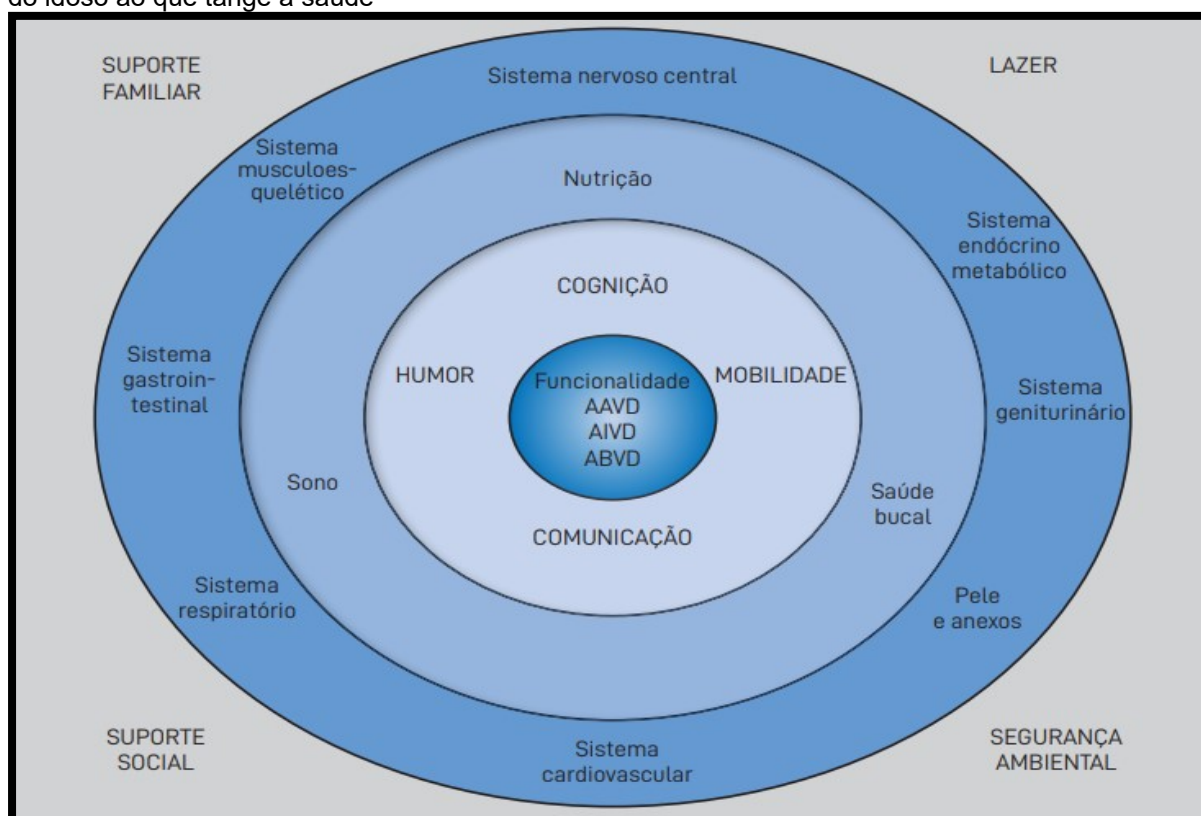 do idoso ao que tange a saúde
SUPORTE
FAMILIAR
Sistema nervoso central
LAZER
Sistema
musculoes-
quelético
Nutrição
Sistema
endócrino
metabólico
COGNIÇÃO
Sistema
gastroin-
testinal
HUMOR
Funcionalidade
AAVD
AIVD
ABVD
MOBILIDADE
Sistema
geniturinário
Sono
Saúde
bucal
COMUNICAÇÃO
Sistema
respiratório
Pele
e anexos
SUPORTE
SOCIAL
Sistema
cardiovascular
SEGURANÇA
AMBIENTAL